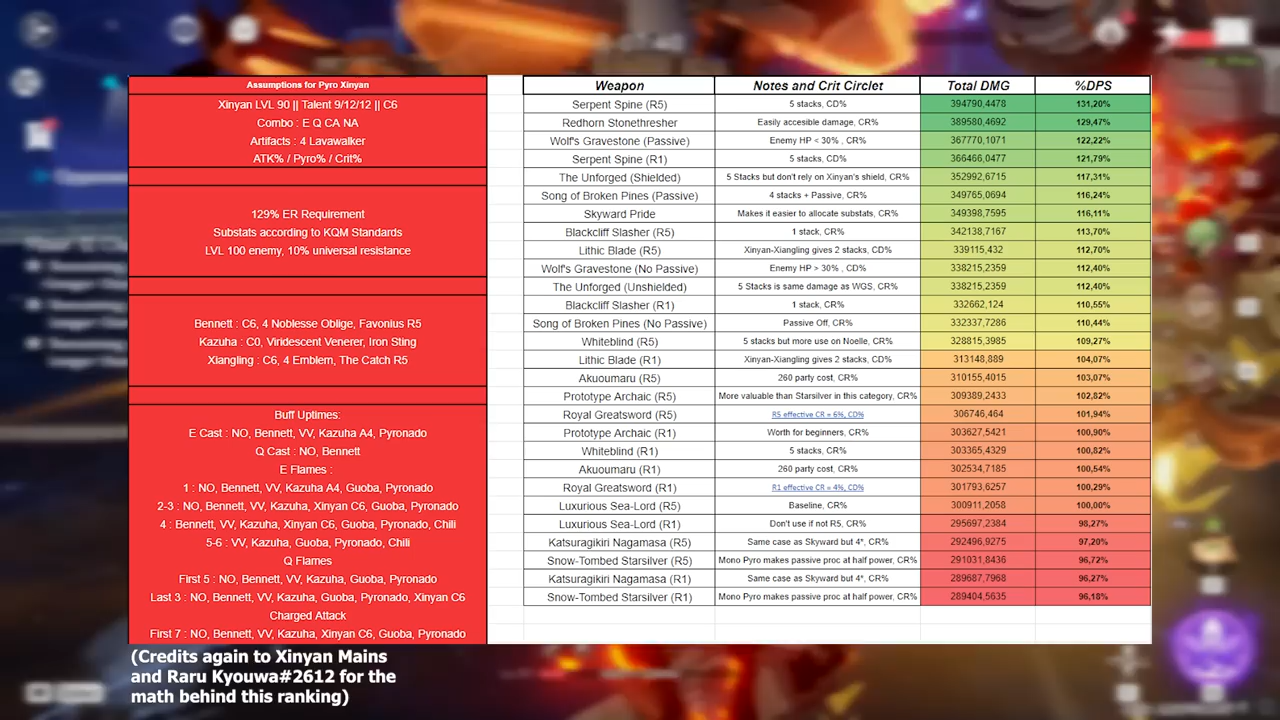 Assumptions for Pyro Xinyan
Xinyan LVL 90 || Talent 9/12/12 || C6
Combo : E Q CA NA
Artifacts : 4 Lavawalker
ATK% / Pyro% / Crit%
129% ER Requirement
Substats according to KQM Standards
LVL 100 enemy, 10% universal resistance
Bennett : C6, 4 Noblesse Oblige, Favonius R5
Kazuha : C0, Viridescent Venerer, Iron Sting
Xiangling : C6, 4 Emblem, The Catch R5
Buff Uptimes:
E Cast : NO, Bennett, VV, Kazuha A4, Pyronado
Q Cast : NO, Bennett
E Flames :
1 : NO, Bennett, VV, Kazuha A4, Guoba, Pyronado
2-3 : NO, Bennett, VV, Kazuha, Xinyan C6, Guoba, Pyronado
4 : Bennett, VV, Kazuha, Xinyan C6, Guoba, Pyronado, Chili
5-6 : VV, Kazuha, Guoba, Pyronado, Chili
Q Flames
First 5 : NO, Bennett, VV, Kazuha, Guoba, Pyronado
Last 3 : NO, Bennett, VV, Kazuha, Guoba, Pyronado, Xinyan C6
Charged Attack
First 7 : NO, Bennett, VV, Kazuha, Xinyan C6, Guoba, Pyronado
Weapon Notes and Crit Circlet Total DMG %DPS
Serpent Spine (R5) 5 stacks, CD% 394790,4478 131,20%
Redhorn Stonethresher Easily accesible damage, CR% 389580,4692 129,47%
Wolf's Gravestone (Passive) Enemy HP < 30% , CR% 367770,1071 122,22%
Serpent Spine (R1) 5 stacks, CD% 366466,0477 121,79%
The Unforged (Shielded) 5 Stacks but don't rely on Xinyan's shield, CR% 352992,6715 117,31%
Song of Broken Pines (Passive) 4 stacks + Passive, CR% 349765,0694 116,24%
Skyward Pride Makes it easier to allocate substats, CR% 349398,7595 116,11%
Blackcliff Slasher (R5) 1 stack, CR% 342138,7167 113,70%
Lithic Blade (R5) Xinyan-Xiangling gives 2 stacks, CD% 339115,432 112,70%
Wolf's Gravestone (No Passive) Enemy HP > 30% , CD% 338215,2359 112,40%
The Unforged (Unshielded) 5 Stacks is same damage as WGS, CR% 338215,2359 112,40%
Blackcliff Slasher (R1) 1 stack, CR% 332662,124 110,55%
Song of Broken Pines (No Passive) Passive Off, CR% 332337,7286 110,44%
Whiteblind (R5) 5 stacks but more use on Noelle, CR% 328815,3985 109,27%
Lithic Blade (R1) Xinyan-Xiangling gives 2 stacks, CD% 313148,889 104,07%
Akuoumaru (R5) 260 party cost, CR% 310155,4015 103,07%
Prototype Archaic (R5) More valuable than Starsilver in this category, CR% 309389,2433 102,82%
Royal Greatsword (R5) R5 effective CR = 6%, CD% 306746,464 101,94%
Prototype Archaic (R1) Worth for beginners, CR% 303627,5421 100,90%
Whiteblind (R1) 5 stacks, CR% 303365,4329 100,82%
Akuoumaru (R1) 260 party cost, CR% 302534,7185 100,54%
Royal Greatsword (R1) R1 effective CR = 4%, CD% 301793,6257 100,29%
Luxurious Sea-Lord (R5) Baseline, CR% 300911,2058 100,00%
Luxurious Sea-Lord (R1) Don't use if not R5, CR% 295697,2384 98,27%
Katsuragikiri Nagamasa (R5) Same case as Skyward but 4*, CR% 292496,9275 97,20%
Snow-Tombed Starsilver (R5) Mono Pyro makes passive proc at half power, CR% 291031,8436 96,72%
Katsuragikiri Nagamasa (R1) Same case as Skyward but 4*, CR% 289687,7968 96,27%
Snow-Tombed Starsilver (R1) Mono Pyro makes passive proc at half power, CR% 289404,5635 96,18%
(Credits again to Xinyan Mains
and Raru Kyouwa#2612 for the
math behind this ranking)